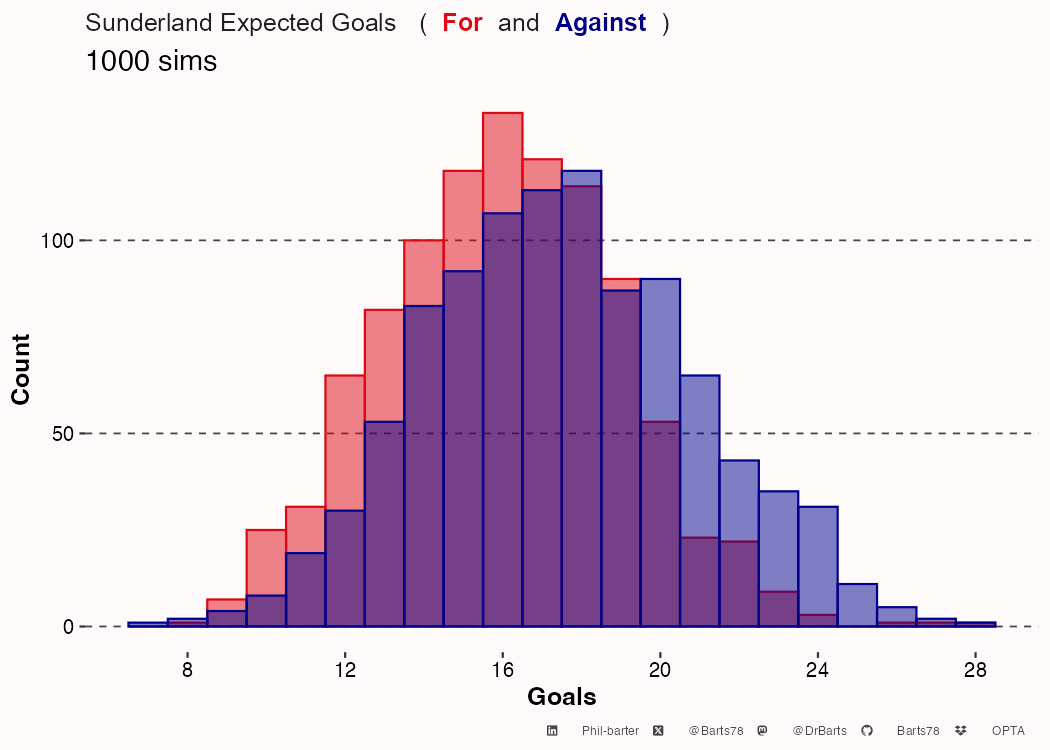 Sunderland Expected Goals ( For and Against )
1000 sims
100
50
0
Count
8 12 16 20 24 28
Goals
Phil-barter @Barts78 @DrBarts Barts78 OPTA